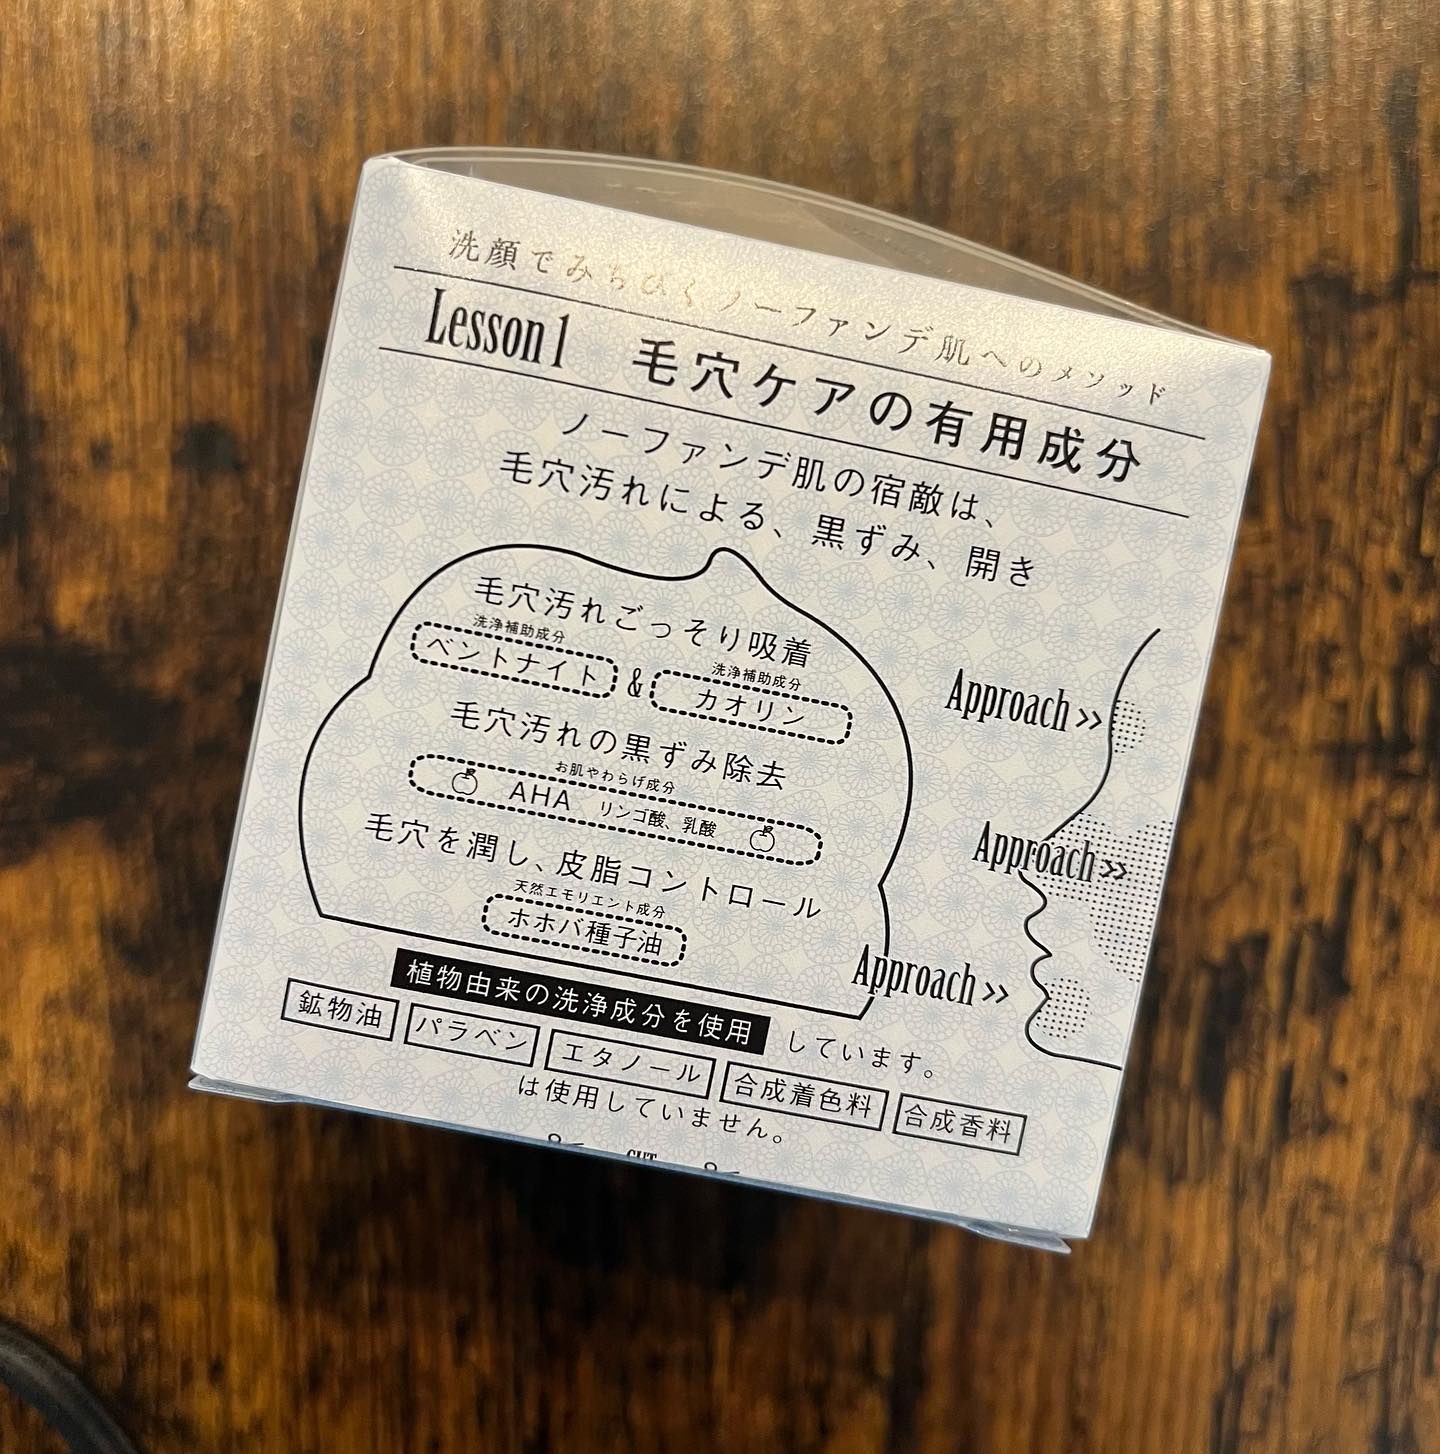 洗顔でみちびくノーファンデ肌へのメソッド
Lesson1 毛穴ケアの有用成分
ノーファンデ肌の宿敵は、
毛穴汚れによる、黒ずみ、開き
毛穴汚れごっそり吸着
洗浄補助成分
ベントナイト
&
洗浄補助成分
カオリン
毛穴汚れの黒ずみ除去
お肌やわらげ成分
AHA リンゴ酸、乳酸
毛穴を潤し、皮脂コントロール
天然エモリエント成分
ホホバ種子油
Approach >>
Approach >>
Approach >>
植物由来の洗浄成分を使用 しています。
鉱物油 パラベン エタノール 合成着色料 合成香料
は使用していません。